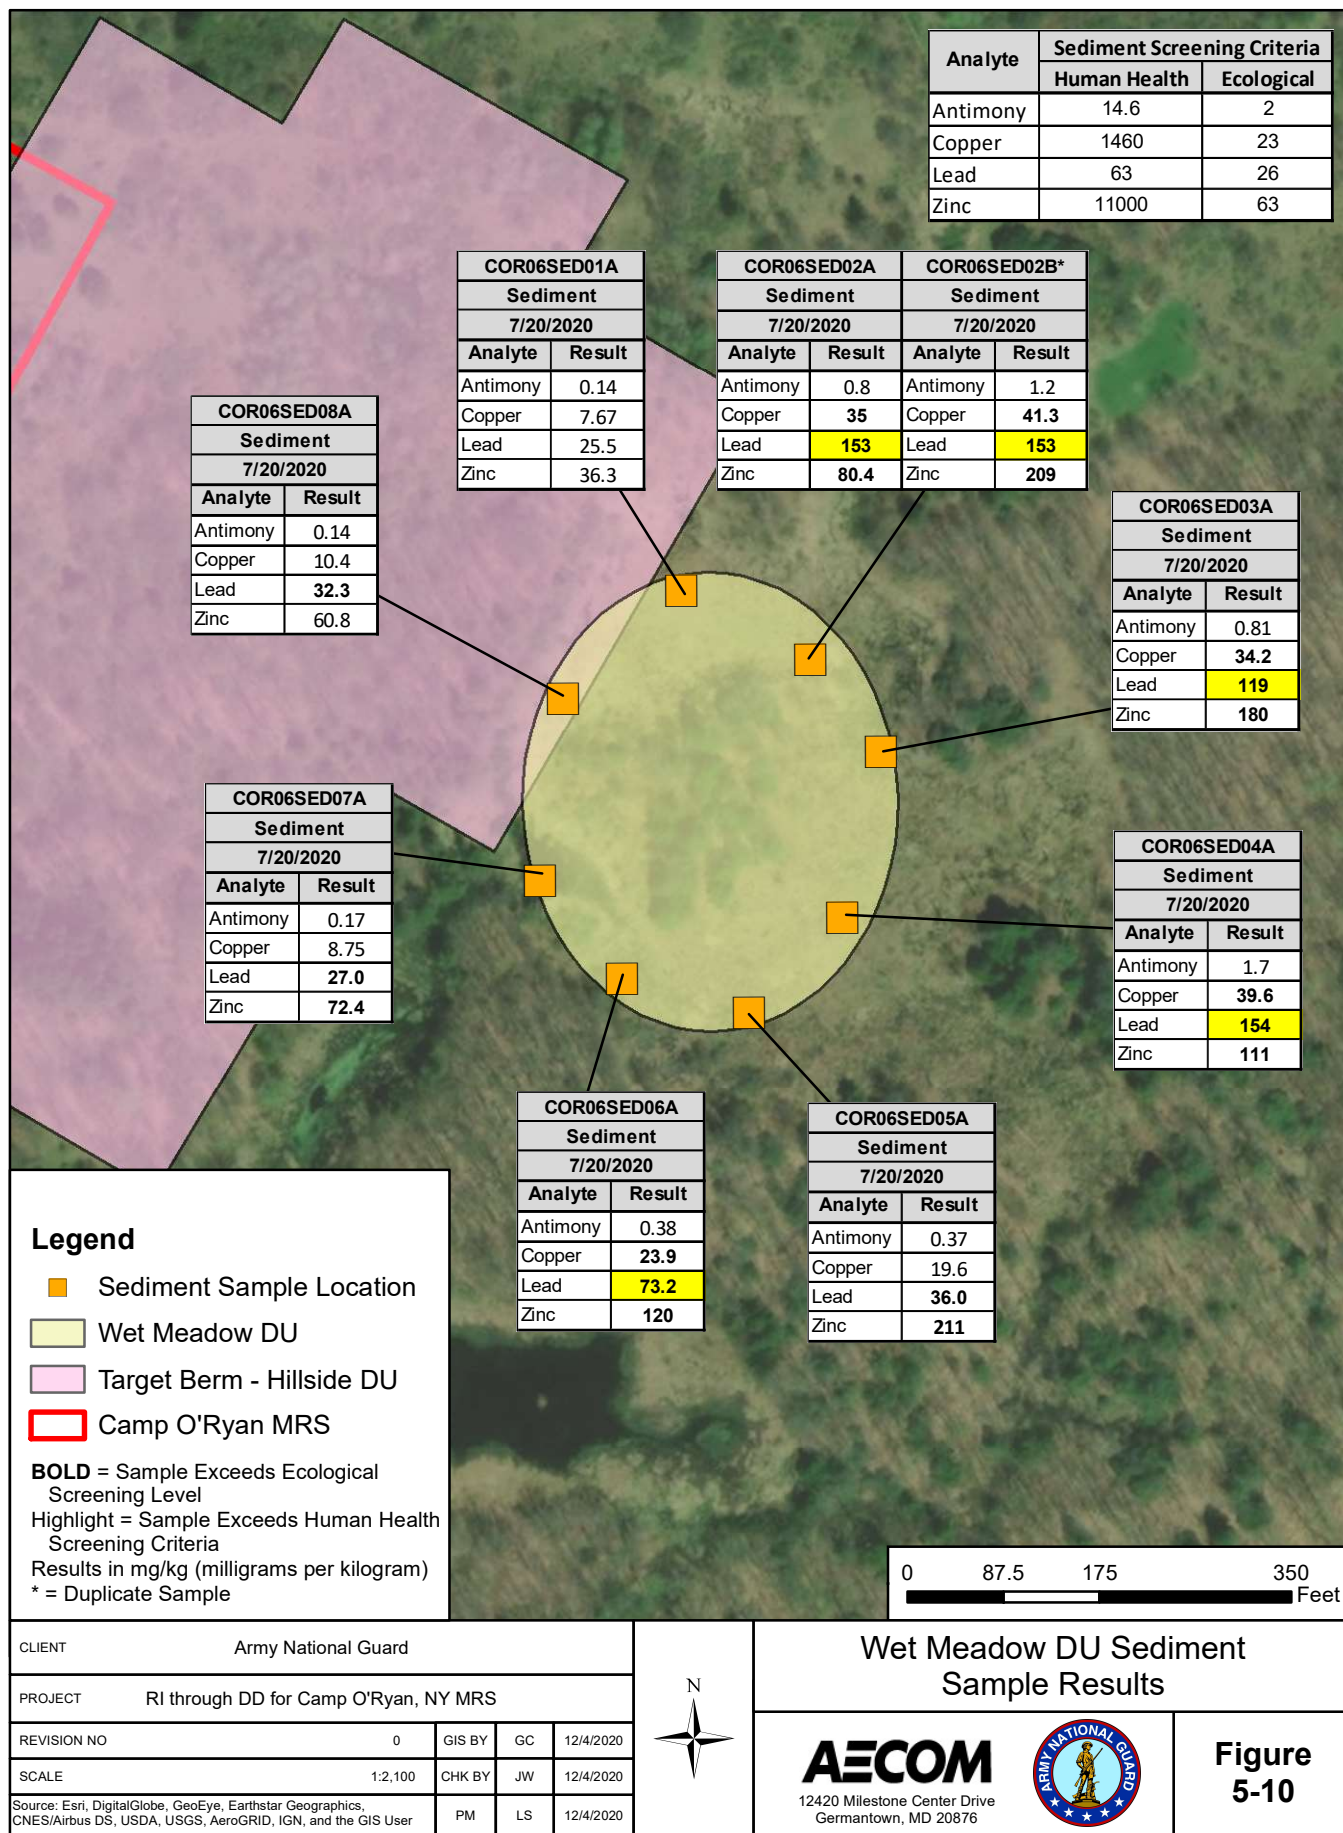 Analyte Sediment Screening Criteria
Human Health Ecological
Antimony 14.6 2
Copper 1460 23
Lead 63 26
Zinc 11000 63
COR06SED01A
Sediment
7/20/2020
Analyte Result
Antimony 0.14
Copper 7.67
Lead 25.5
Zinc 36.3
COR06SED02A COR06SED02B*
Sediment Sediment
7/20/2020 7/20/2020
Analyte Result Analyte Result
Antimony 0.8 Antimony 1.2
Copper 35 Copper 41.3
Lead 153 Lead 153
Zinc 80.4 Zinc 209
COR06SED08A
Sediment
7/20/2020
Analyte Result
Antimony 0.14
Copper 10.4
Lead 32.3
Zinc 60.8
COR06SED03A
Sediment
7/20/2020
Analyte Result
Antimony 0.81
Copper 34.2
Lead 119
Zinc 180
COR06SED07A
Sediment
7/20/2020
Analyte Result
Antimony 0.17
Copper 8.75
Lead 27.0
Zinc 72.4
COR06SED04A
Sediment
7/20/2020
Analyte Result
Antimony 1.7
Copper 39.6
Lead 154
Zinc 111
COR06SED06A
Sediment
7/20/2020
Analyte Result
Antimony 0.38
Copper 23.9
Lead 73.2
Zinc 120
COR06SED05A
Sediment
7/20/2020
Analyte Result
Antimony 0.37
Copper 19.6
Lead 36.0
Zinc 211
Legend
Sediment Sample Location
Wet Meadow DU
Target Berm - Hillside DU
Camp O'Ryan MRS
BOLD = Sample Exceeds Ecological
Screening Level
Highlight = Sample Exceeds Human Health
Screening Criteria
Results in mg/kg (milligrams per kilogram)
* = Duplicate Sample
0 87.5 175 350
Feet
CLIENT Army National Guard
PROJECT RI through DD for Camp O'Ryan, NY MRS
REVISION NO 0 GIS BY GC 12/4/2020
SCALE 1:2,100 CHK BY JW 12/4/2020
Source: Esri, DigitalGlobe, GeoEye, Earthstar Geographics,
CNES/Airbus DS, USDA, USGS, AeroGRID, IGN, and the GIS User
PM LS 12/4/2020
N
Wet Meadow DU Sediment
Sample Results
AECOM
12420 Milestone Center Drive
Germantown, MD 20876
ARMY NATIONAL GUARD
Figure
5-10